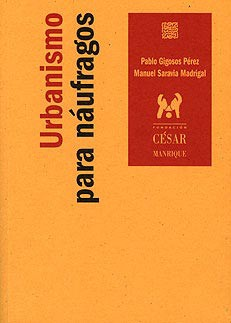 Urbanismo
para náufragos
Pablo Gigosos Pérez
Manuel Saravia Madrigal
FUNDACIÓN
CÉSAR
MANRIQUE